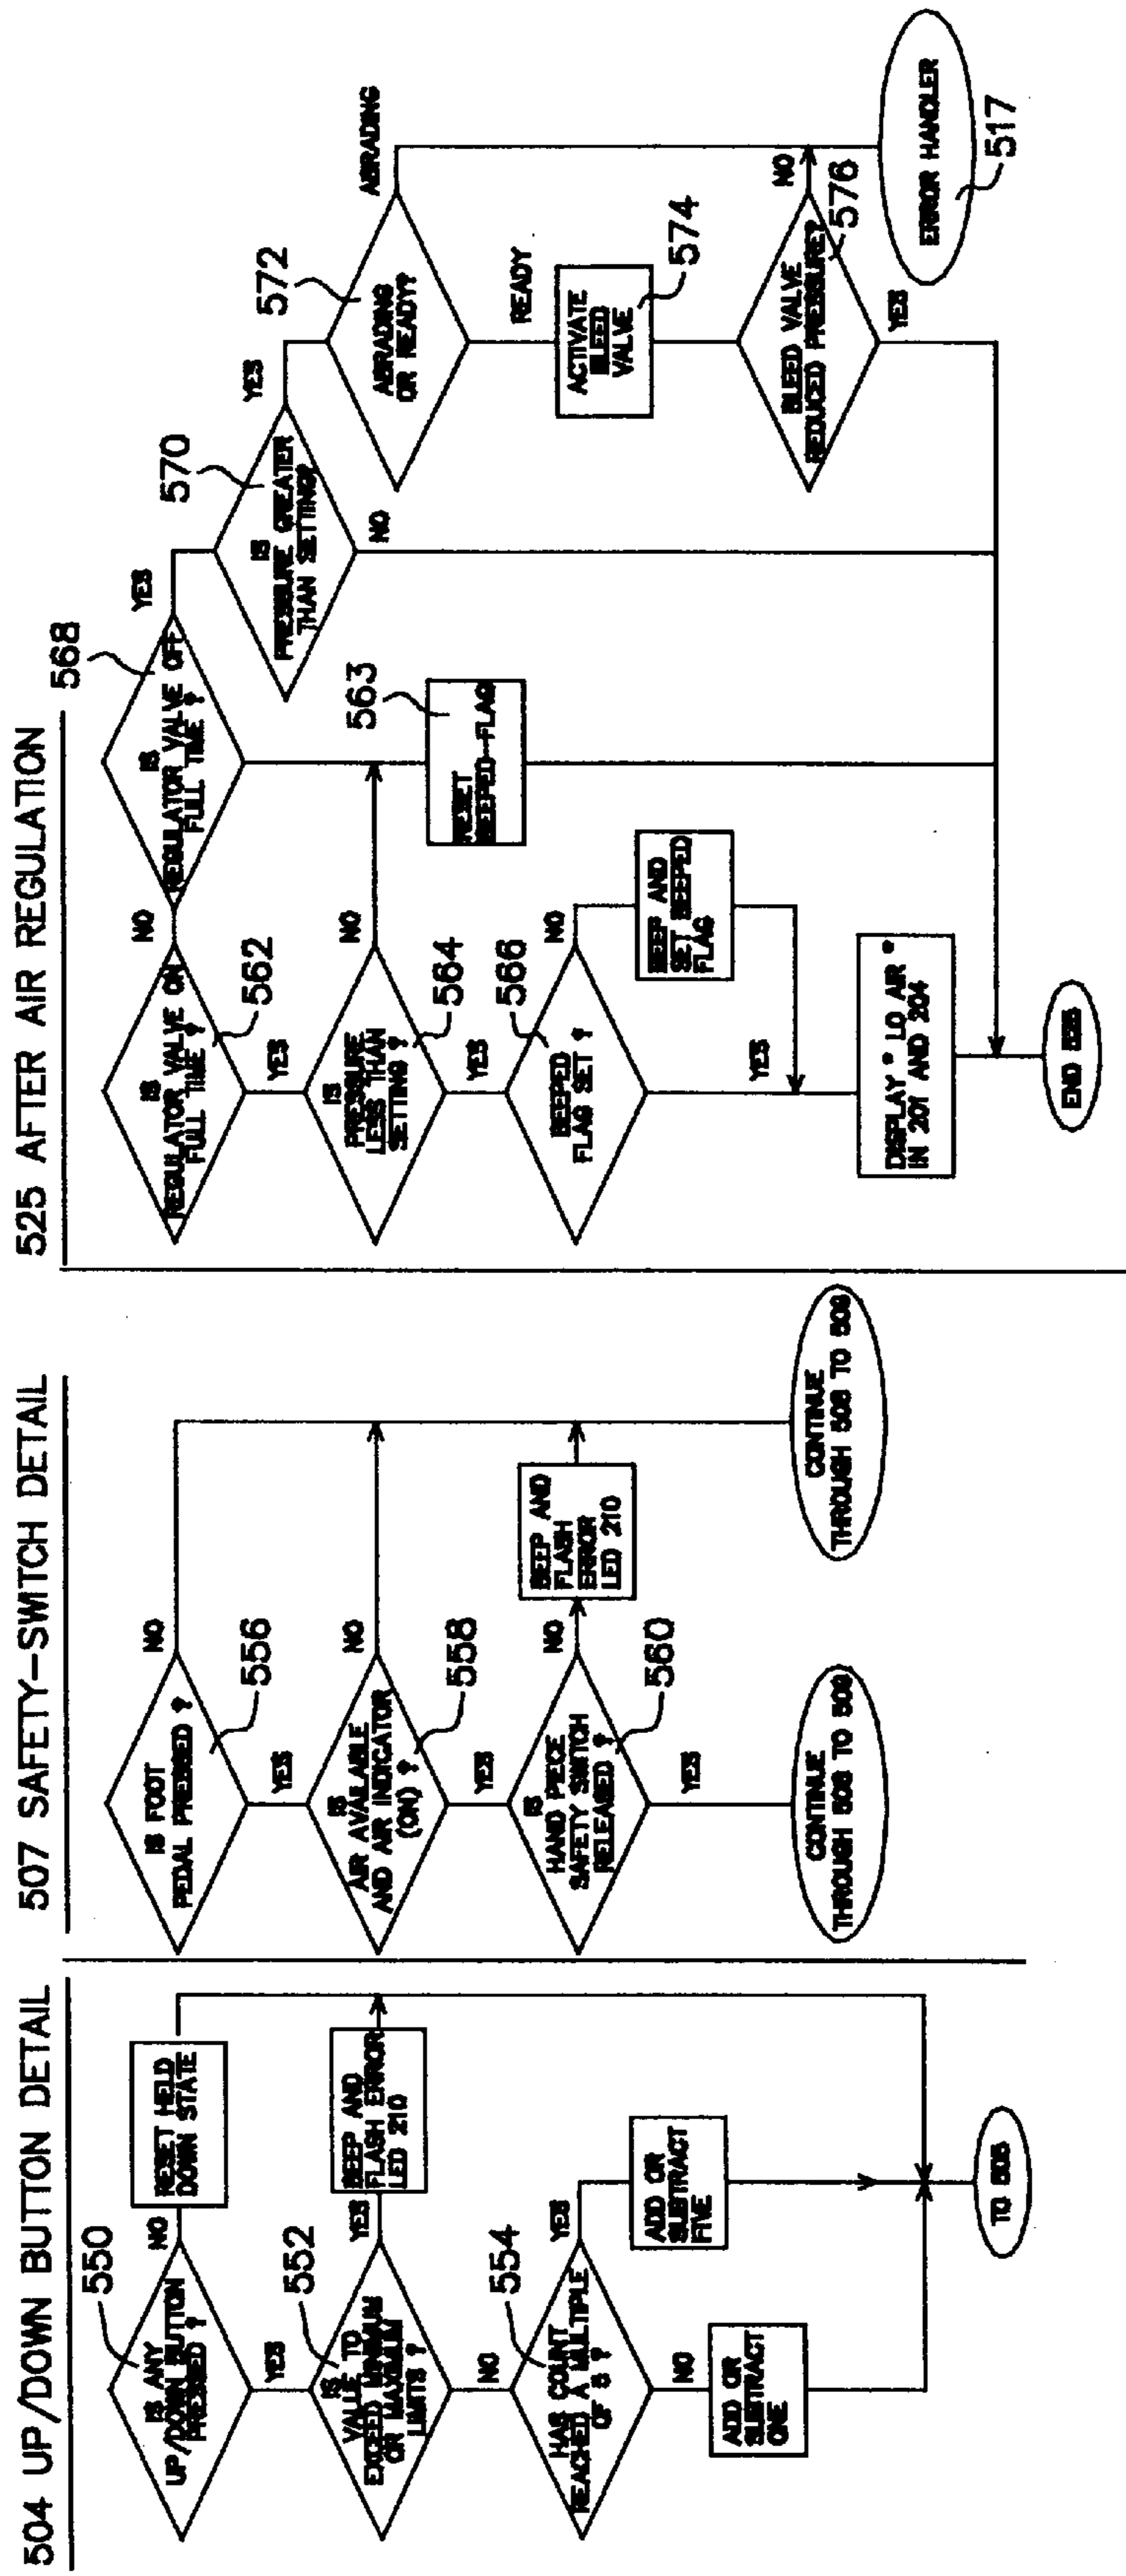 504 UP/DOWN BUTTON DETAIL
550
IS ANY
UP/DOWN BUTTON
PRESSED ?
NO
RESET HELD
DOWN STATE
YES
552
IS
VALUE TO
EXCEED MINIMUM
OR MAXIMUM
LIMITS ?
YES
BEEP AND
FLASH ERROR
LED 210
NO
554
HAS COUNT
REACHED A MULTIPLE
OF 5 ?
YES
ADD OR
SUBTRACT
FIVE
NO
ADD OR
SUBTRACT
ONE
TO 505
507 SAFETY-SWITCH DETAIL
IS FOOT
PEDAL PRESSED ?
NO
556
YES
IS
AIR AVAILABLE
AND AIR INDICATOR
(ON) ?
NO
558
YES
IS
HAND PIECE
SAFETY SWITCH
RELEASED ?
NO
BEEP AND
FLASH
ERROR
LED 210
560
YES
CONTINUE
THROUGH 508 TO 509
CONTINUE
THROUGH 508 TO 509
525 AFTER AIR REGULATION
IS
REGULATOR VALVE ON
FULL TIME ?
NO
562
YES
568
IS
REGULATOR VALVE OFF
FULL TIME ?
YES
IS
PRESSURE
LESS THAN
SETTING ?
NO
564
YES
563
RESET
BEEPED-FLAG
570
IS
PRESSURE GREATER
THAN SETTING?
YES
NO
572
ABRADING
OR READY?
ABRADING
READY
566
BEEPED
FLAG SET ?
NO
BEEP AND
SET BEEPED
FLAG
YES
ACTIVATE
BLEED
VALVE
574
BLEED VALVE
REDUCED PRESSURE?
NO
576
YES
DISPLAY " LO AIR "
IN 201 AND 204
ERROR HANDLER
517
END 525